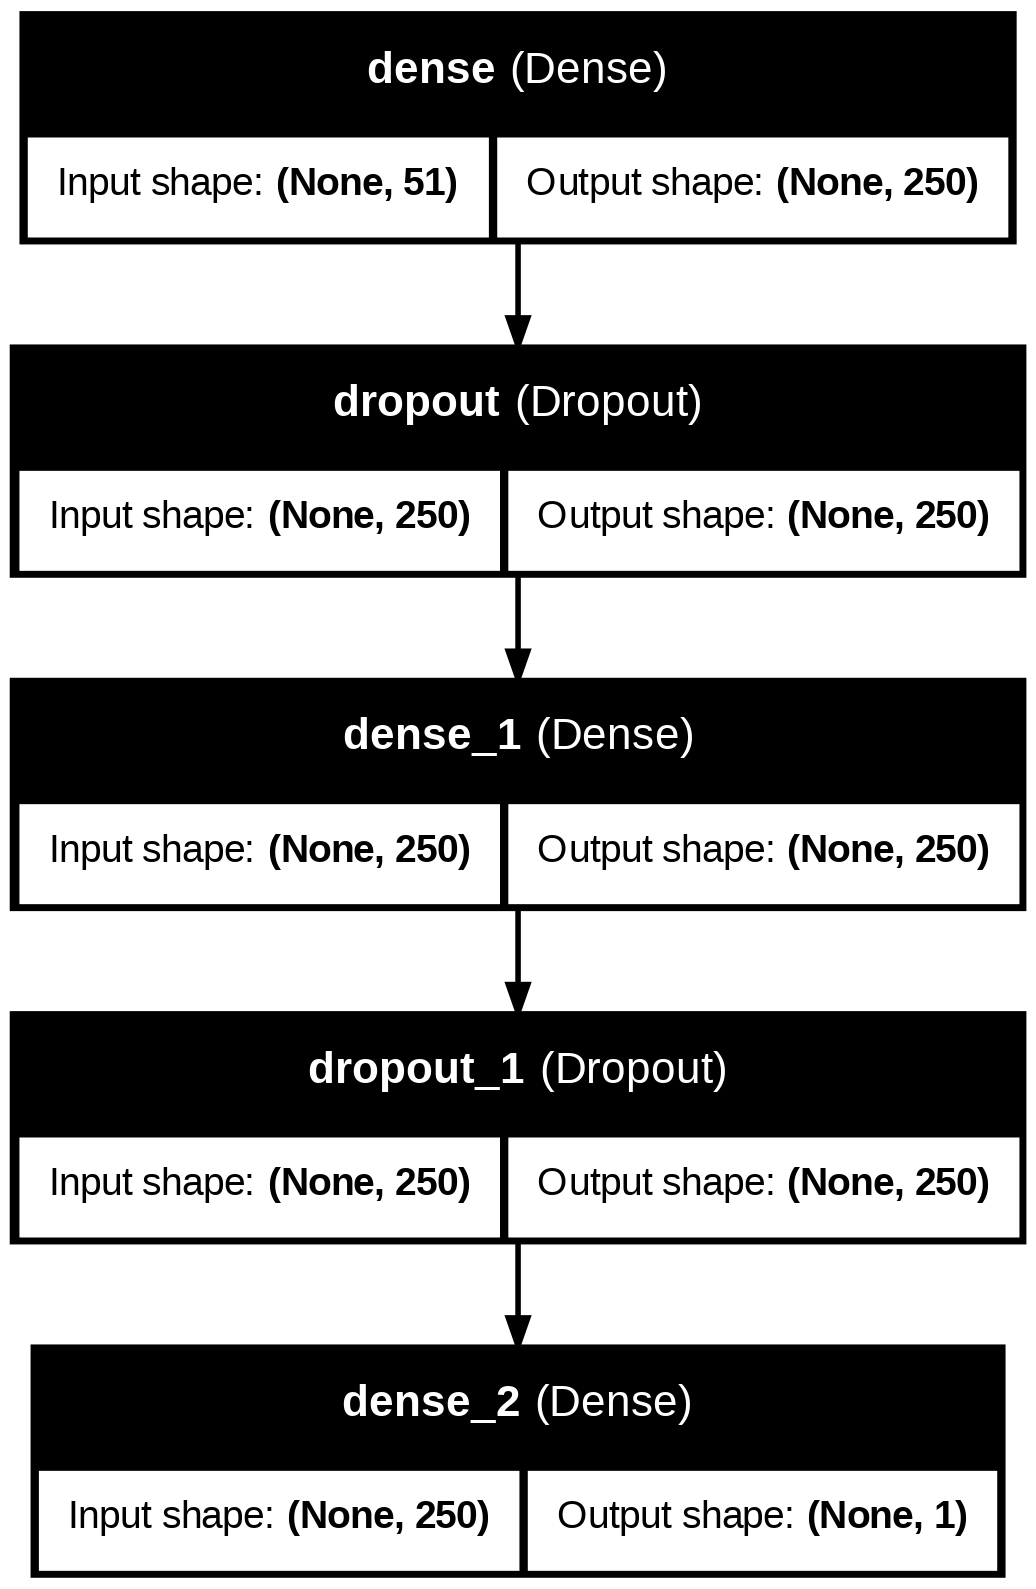 dense (Dense)
Input shape: (None, 51) Output shape: (None, 250)
dropout (Dropout)
Input shape: (None, 250) Output shape: (None, 250)
dense_1 (Dense)
Input shape: (None, 250) Output shape: (None, 250)
dropout_1 (Dropout)
Input shape: (None, 250) Output shape: (None, 250)
dense_2 (Dense)
Input shape: (None, 250) Output shape: (None, 1)